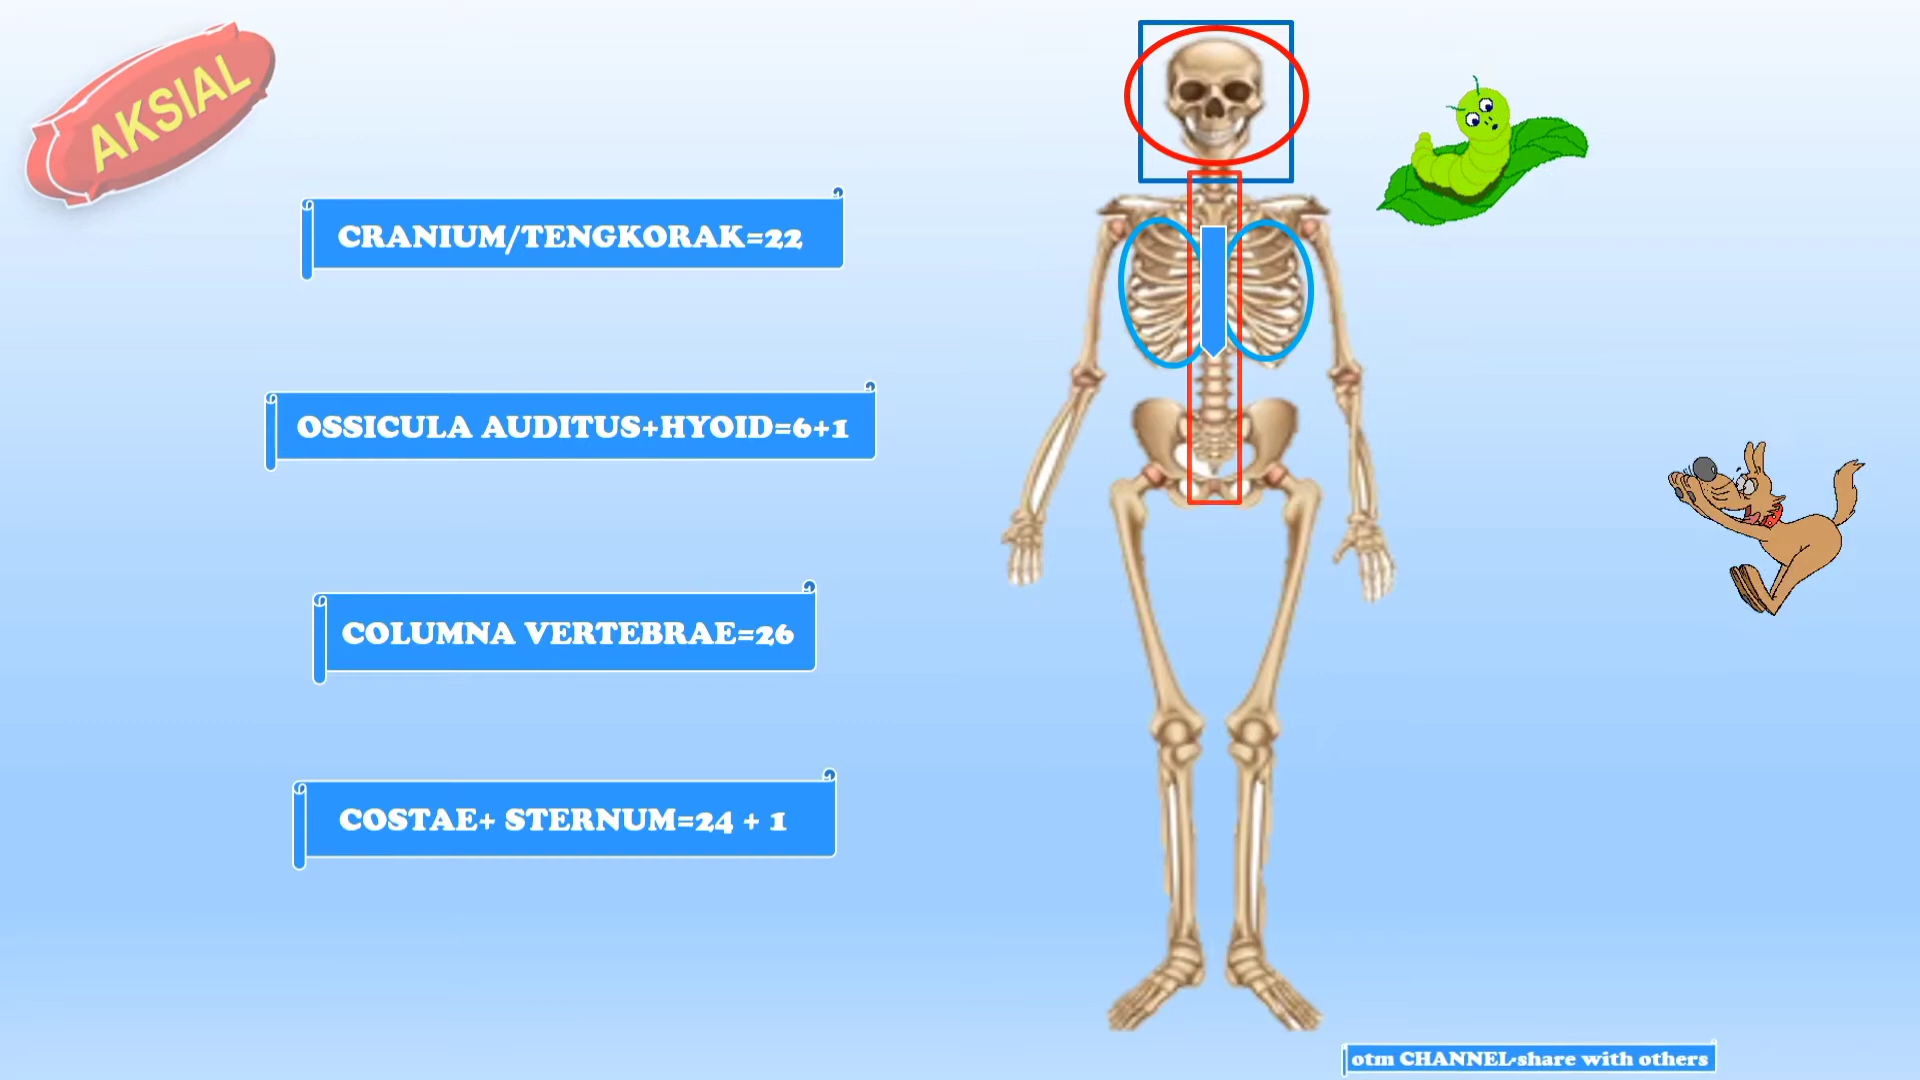 AKSIAL
CRANIUM/TENGKORAK=22
OSSICULA AUDITUS+HYOID=6+1
COLUMNA VERTEBRAE=26
COSTAE+ STERNUM=24 + 1
otm CHANNEL-share with others